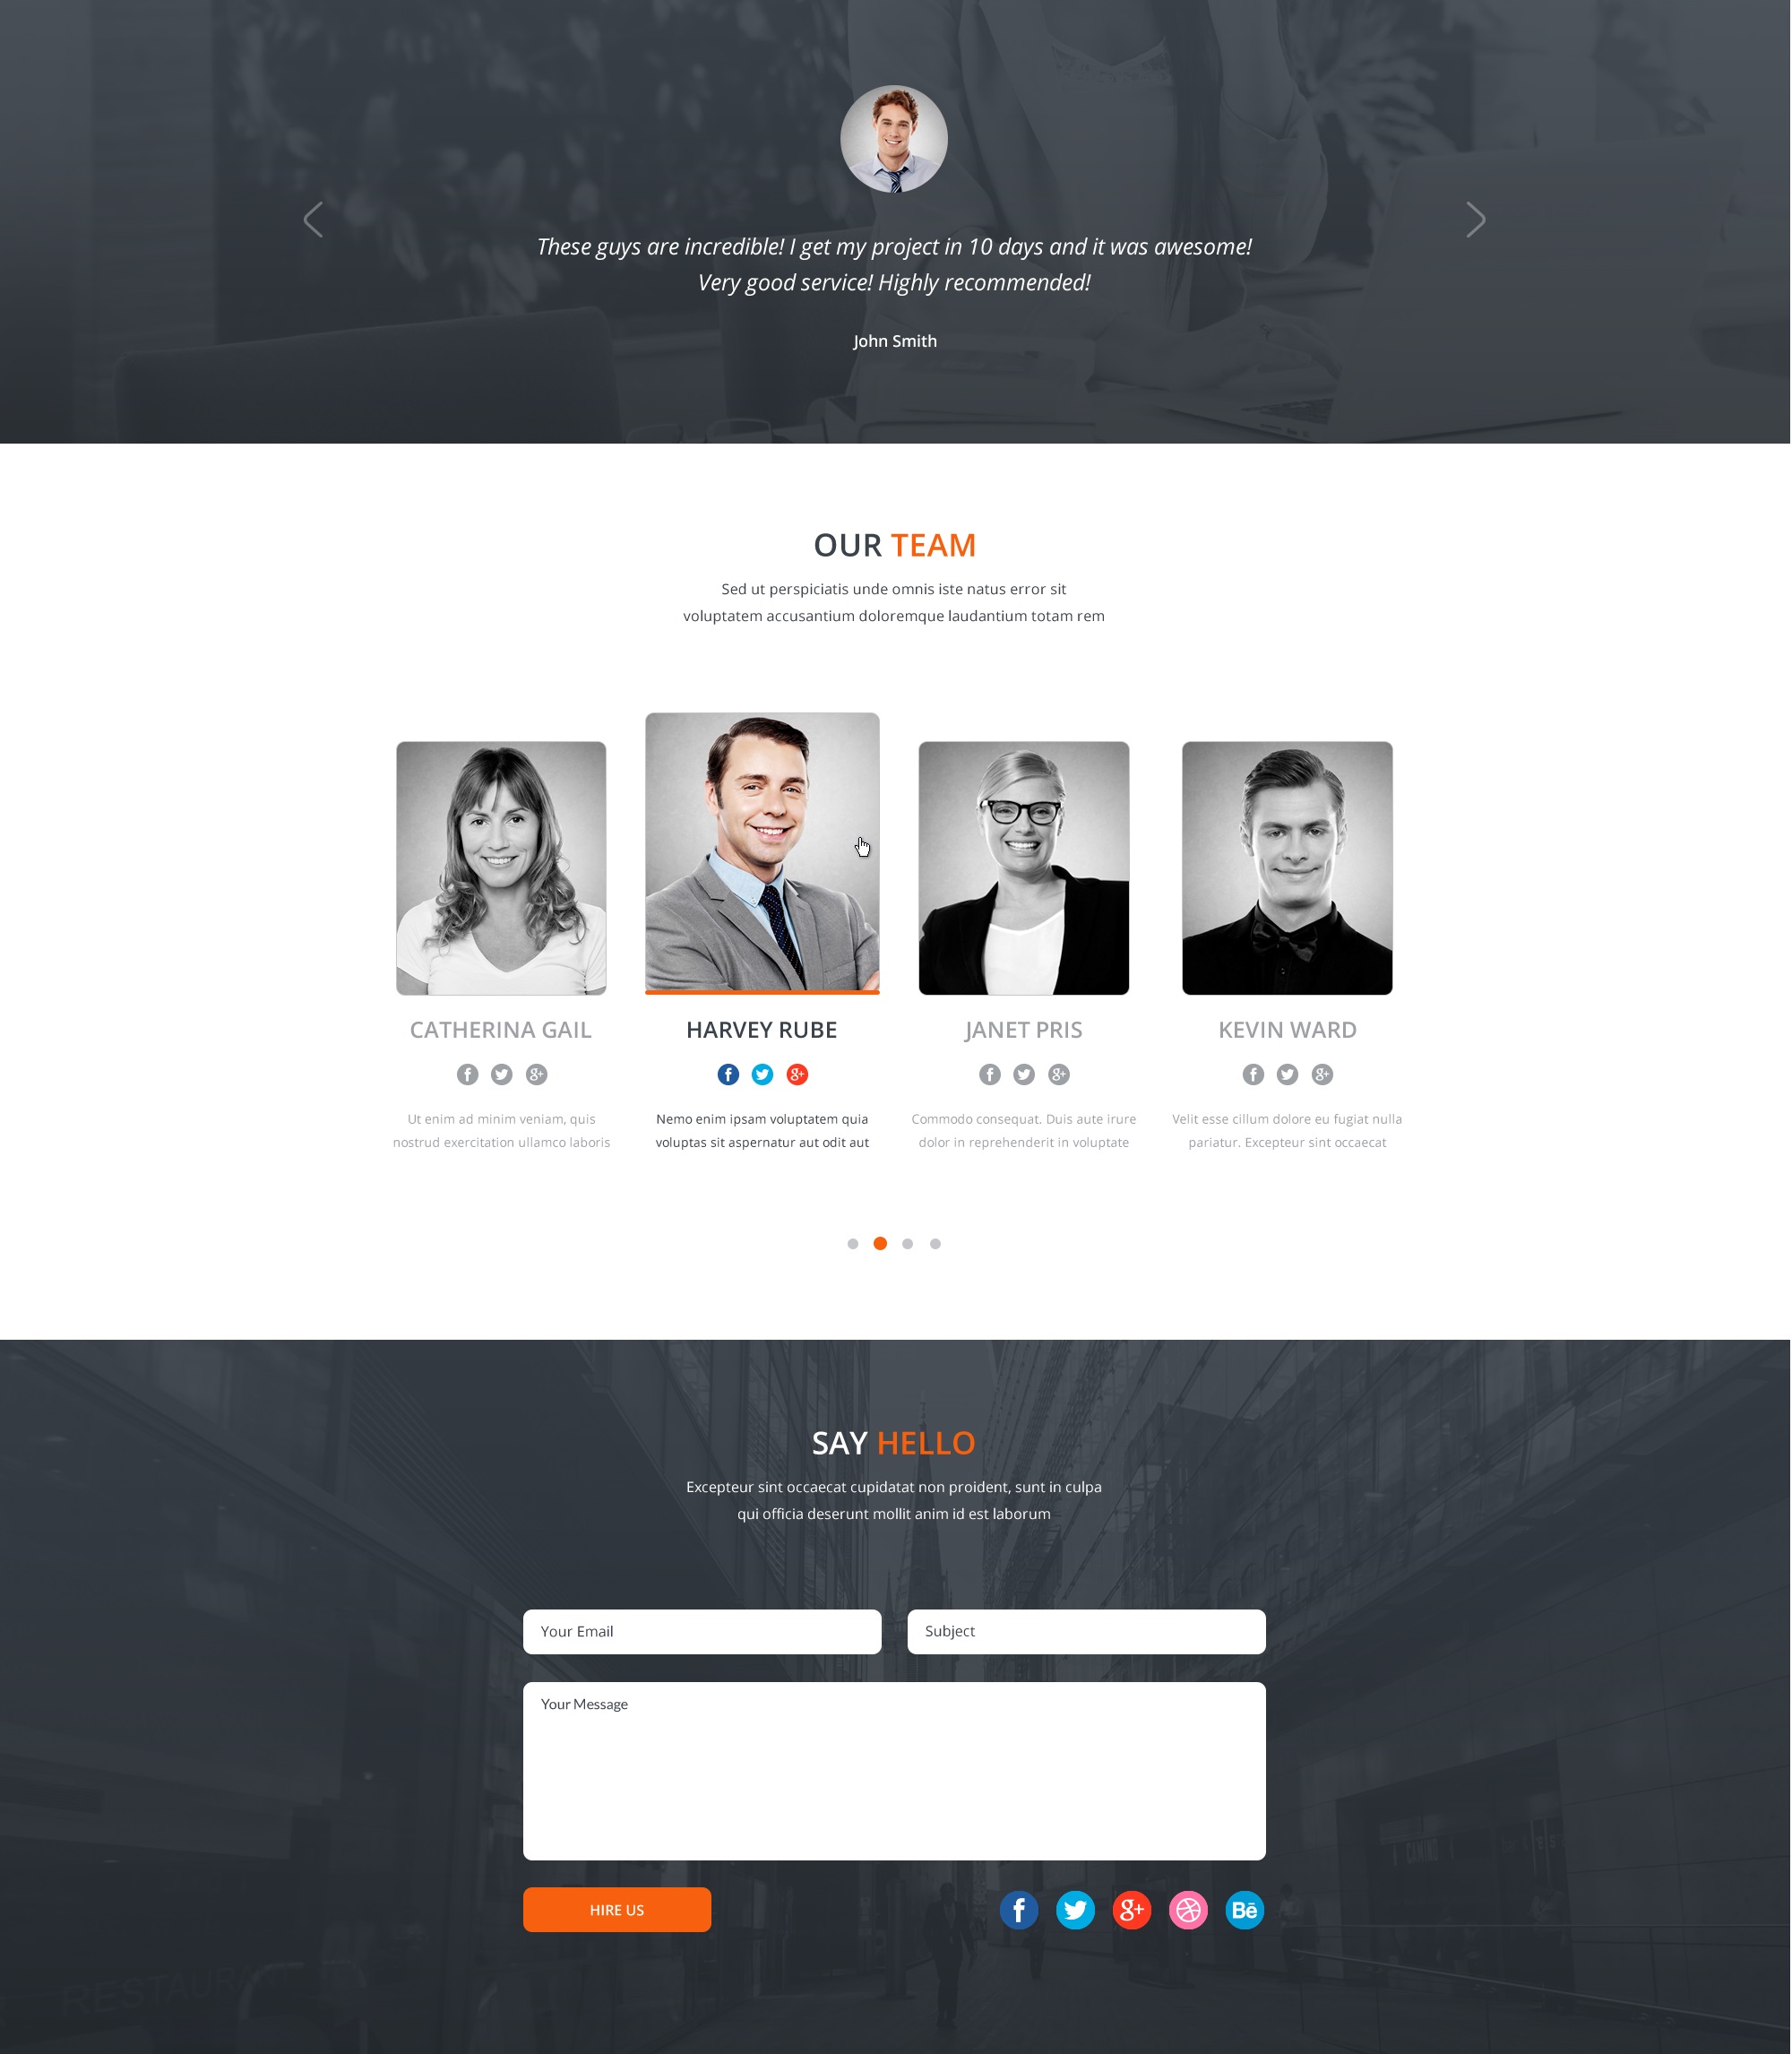 These guys are incredible! I get my project in 10 days and it was awesome!
Very good service! Highly recommended!
John Smith
OUR TEAM
Sed ut perspiciatis unde omnis iste natus error sit
voluptatem accusantium doloremque laudantium totam rem
CATHERINA GAIL
Ut enim ad minim veniam, quis
nostrud exercitation ullamco laboris
HARVEY RUBE
Nemo enim ipsam voluptatem quia
voluptas sit aspernatur aut odit aut
JANET PRIS
Commodo consequat. Duis aute irure
dolor in reprehenderit in voluptate
KEVIN WARD
Velit esse cillum dolore eu fugiat nulla
pariatur. Excepteur sint occaecat
SAY HELLO
Excepteur sint occaecat cupidatat non proident, sunt in culpa
qui officia deserunt mollit anim id est laborum
Your Email
Subject
Your Message
HIRE US
Bē